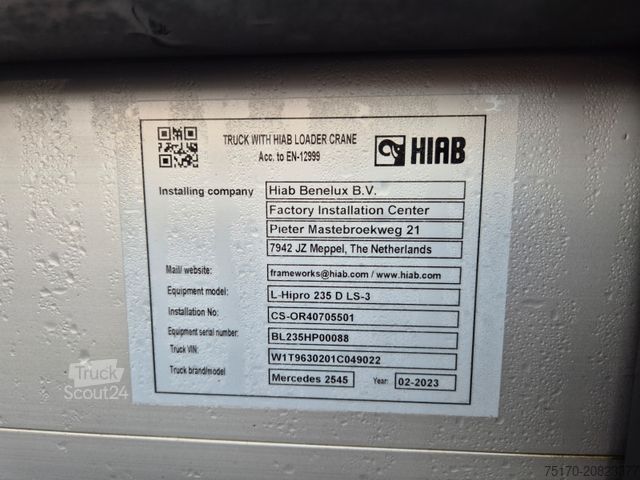 TRUCK WITH HIAB LOADER CRANE
Acc. to EN-12999
HIAB
Installing company Hiab Benelux B.V.
Factory Installation Center
Pieter Mastebroekweg 21
7942 JZ Meppel, The Netherlands
Mail/ website: frameworks@hiab.com / www.hiab.com
Equipment model: L-Hipro 235 D LS-3
Installation No: CS-OR40705501
Equipment serial number: BL235HP00088
Truck VIN: W1T9630201C049022
Truck brand/model Mercedes 2545 Year: 02-2023
Truck
Scout24